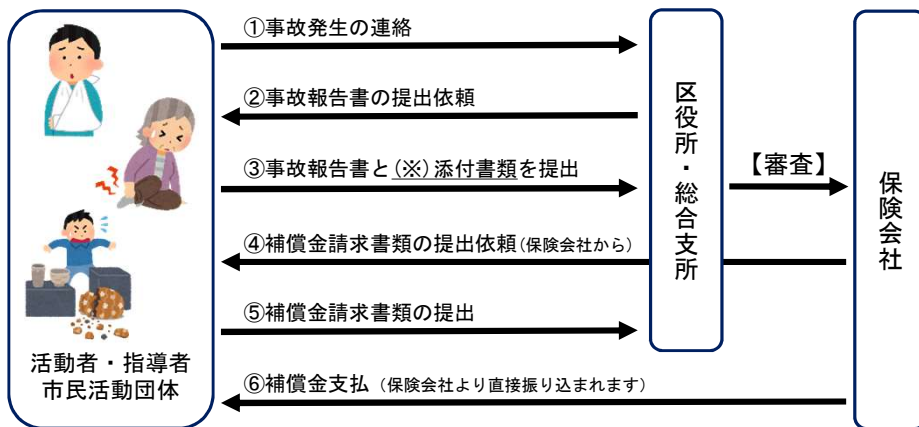 ①事故発生の連絡
②事故報告書の提出依頼
③事故報告書と(※)添付書類を提出
④補償金請求書類の提出依頼(保険会社から)
⑤補償金請求書類の提出
⑥補償金支払（保険会社より直接振り込まれます）
活動者・指導者
市民活動団体
区役所・総合支所
【審査】
保険会社